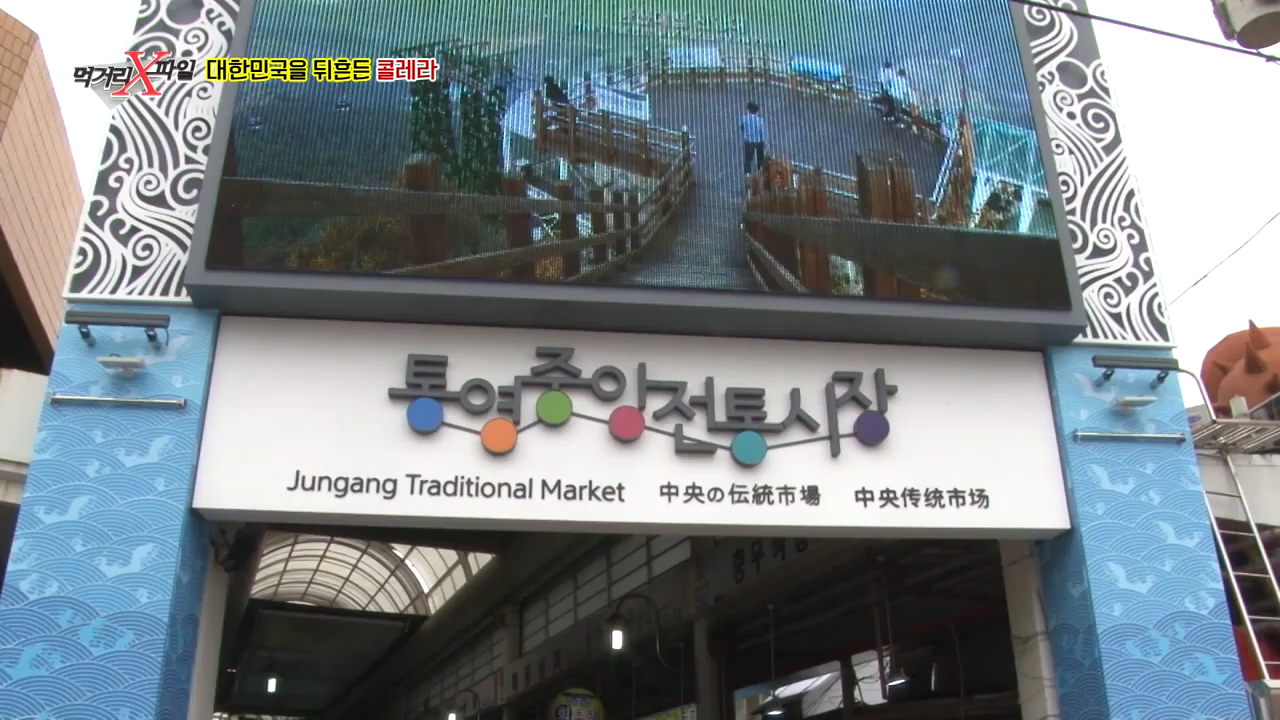 먹거리X파일 대한민국을 뒤흔든 콜레라
통영중앙전통시장
Jungang Traditional Market 中央の伝統市場 中央传统市场